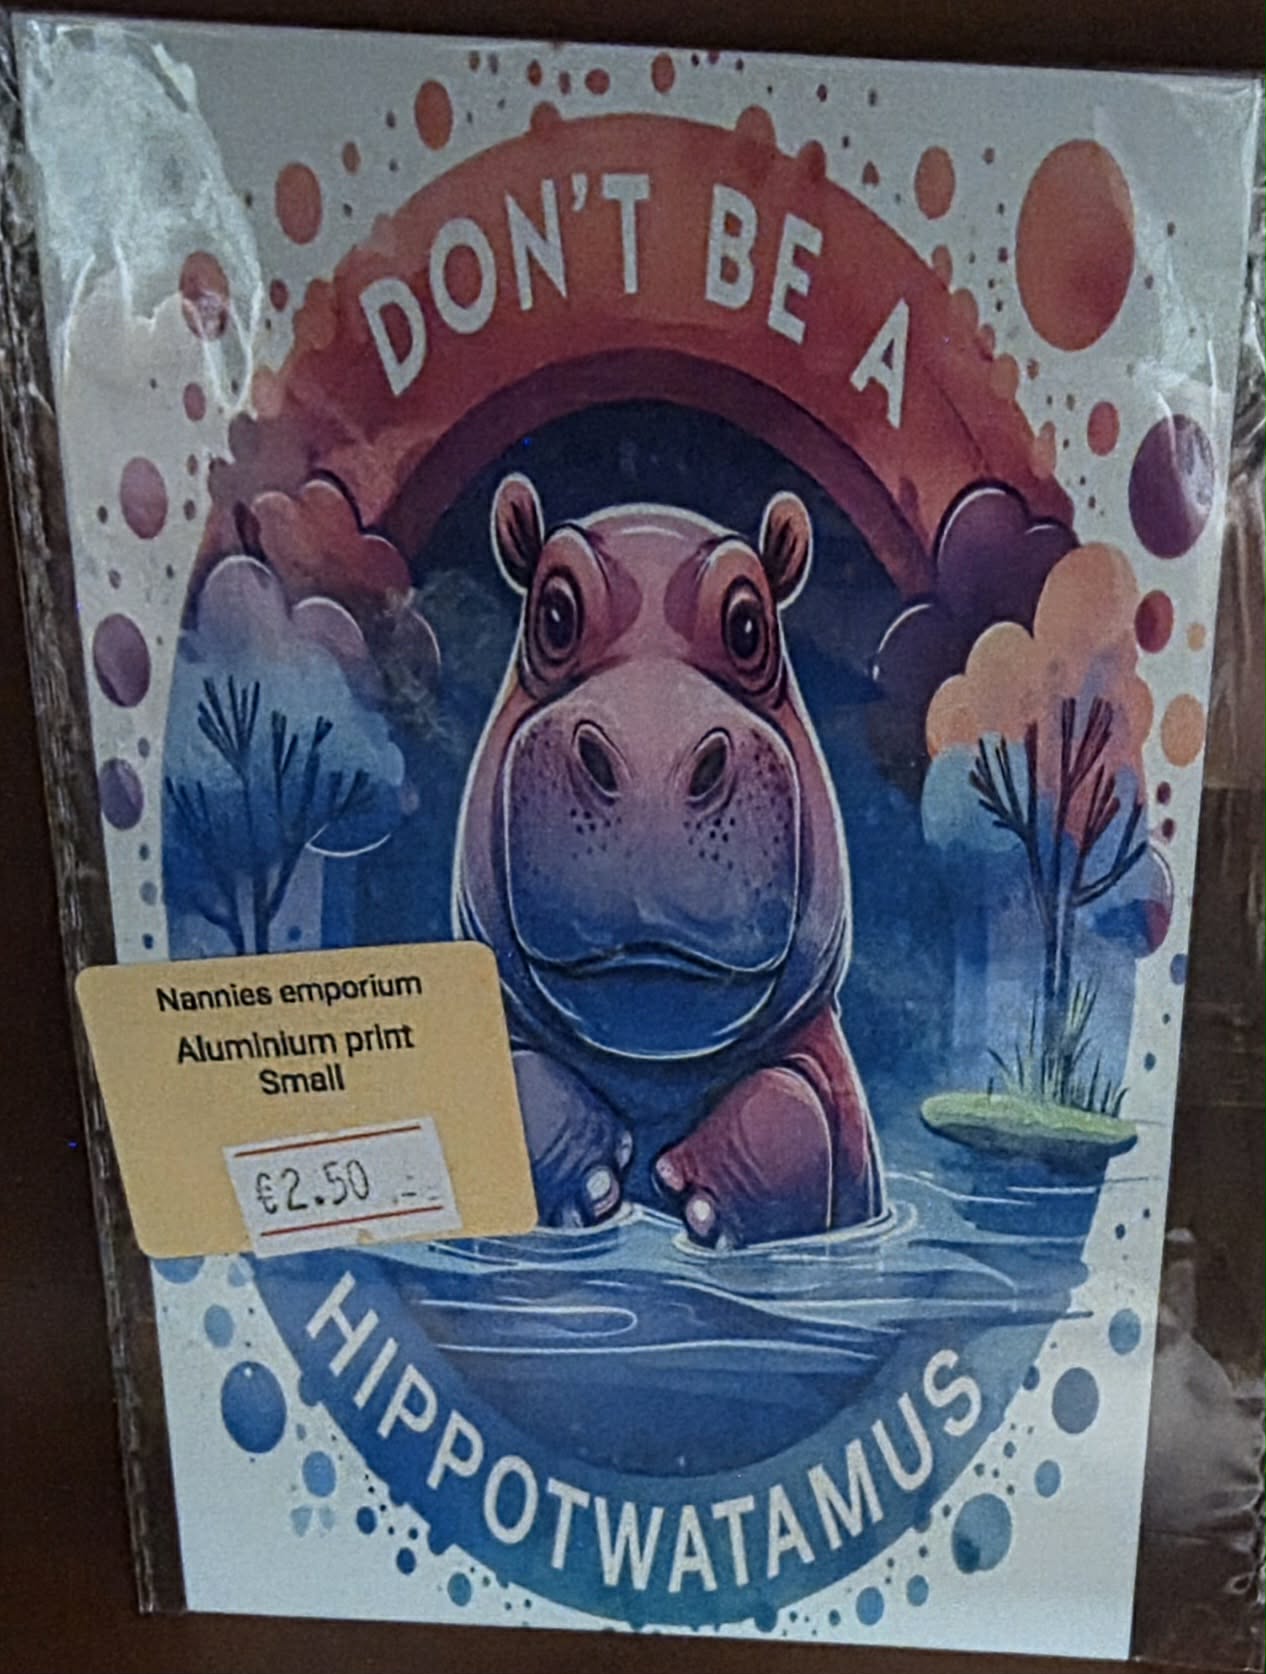 DON'T BE A
Nannies emporium
Aluminium print
Small
€2.50
HIPPOTWATAMUS